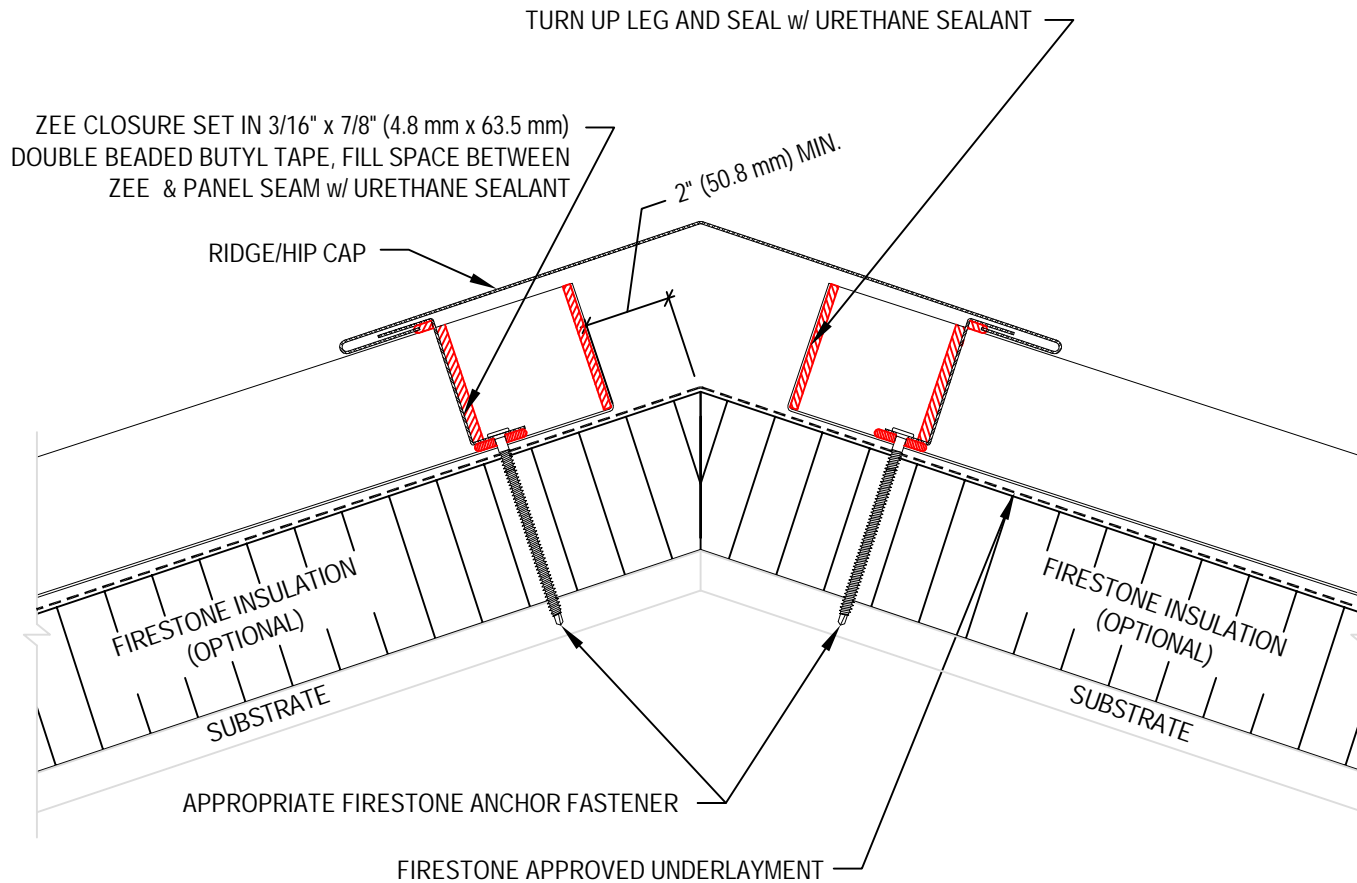 TURN UP LEG AND SEAL w/ URETHANE SEALANT
ZEE CLOSURE SET IN 3/16" x 7/8" (4.8 mm x 63.5 mm)
DOUBLE BEADED BUTYL TAPE, FILL SPACE BETWEEN
ZEE & PANEL SEAM w/ URETHANE SEALANT
2" (50.8 mm) MIN.
RIDGE/HIP CAP
FIRESTONE INSULATION
(OPTIONAL)
SUBSTRATE
FIRESTONE INSULATION
(OPTIONAL)
SUBSTRATE
APPROPRIATE FIRESTONE ANCHOR FASTENER
FIRESTONE APPROVED UNDERLAYMENT